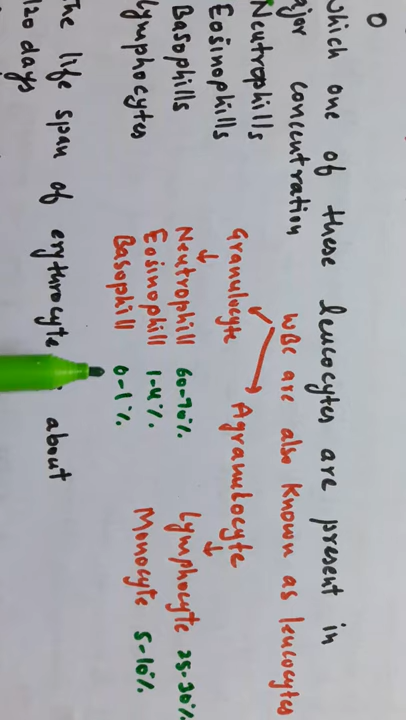 O
Which one of these leucocytes are present in
ajor concentration
Neutrophills
Eosinophills
Basophills
lymphocytes
WBC are also known as leucocytes
Granulocyte
Agranulocyte
Neutrophill 60-70%
Eosinophill 1-4%
Basophill 0-1%
Lymphocyte 25-30%
Monocyte 5-10%
The life span of erythrocyte about
days